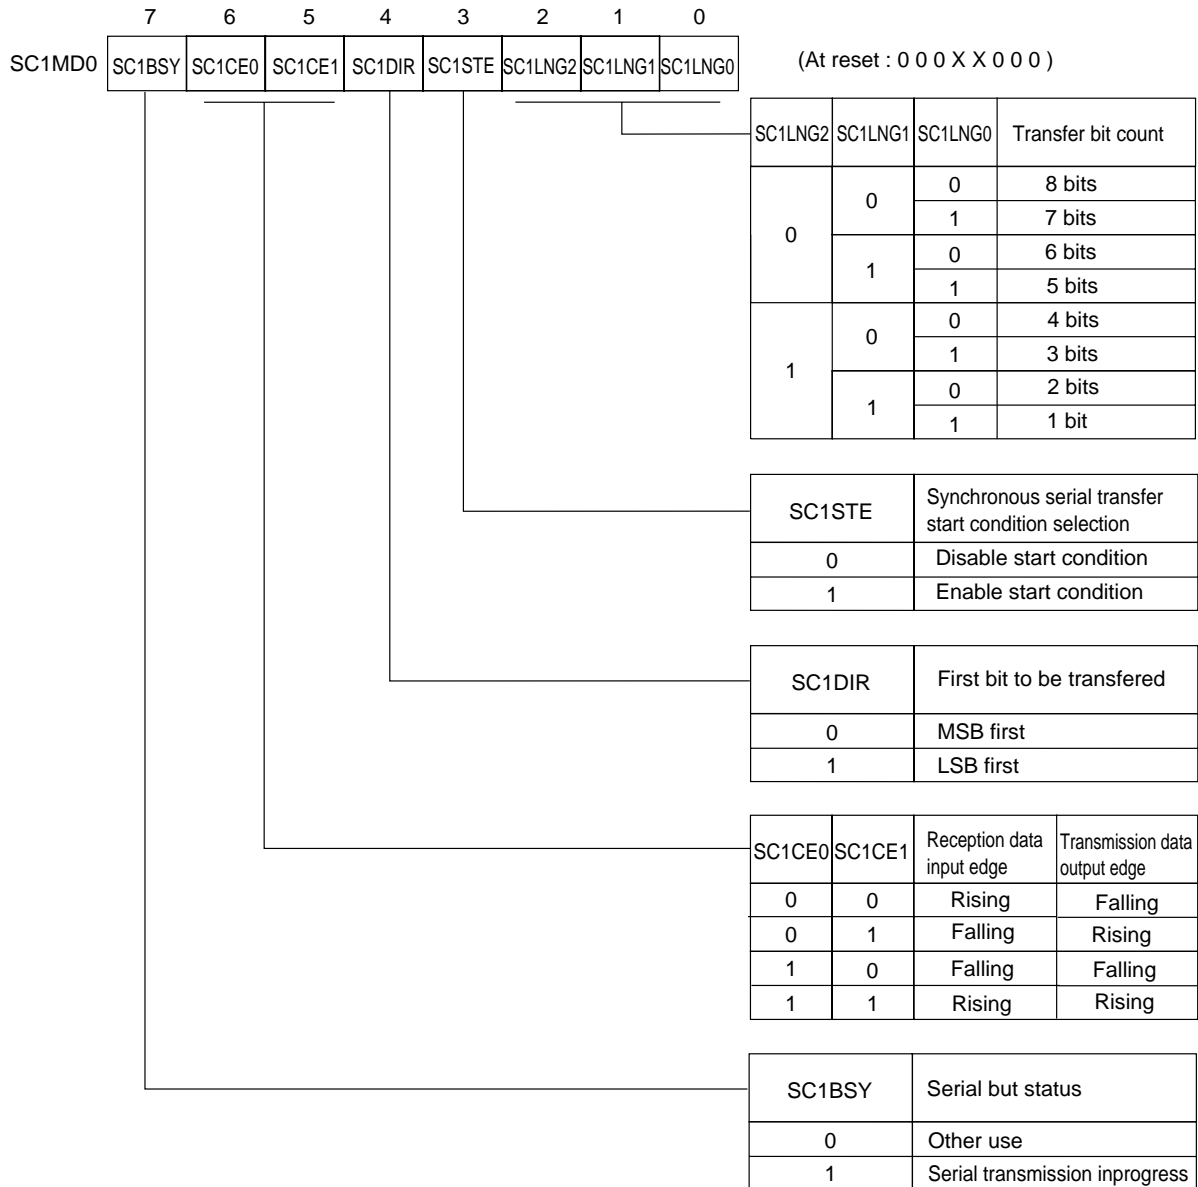 7 6 5 4 3 2 1 0
SC1MD0 SC1BSY SC1CE0 SC1CE1 SC1DIR SC1STE SC1LNG2 SC1LNG1 SC1LNG0 (At reset : 0 0 0 X X 0 0 0 )
SC1LNG2 SC1LNG1 SC1LNG0 Transfer bit count
0 0 0 8 bits
1 7 bits
1 0 6 bits
1 5 bits
1 0 0 4 bits
1 3 bits
1 0 2 bits
1 1 bit
SC1STE Synchronous serial transfer
start condition selection
0 Disable start condition
1 Enable start condition
SC1DIR First bit to be transfered
0 MSB first
1 LSB first
SC1CE0 SC1CE1 Reception data Transmission data
input edge output edge
0 0 Rising Falling
0 1 Falling Rising
1 0 Falling Falling
1 1 Rising Rising
SC1BSY Serial but status
0 Other use
1 Serial transmission inprogress